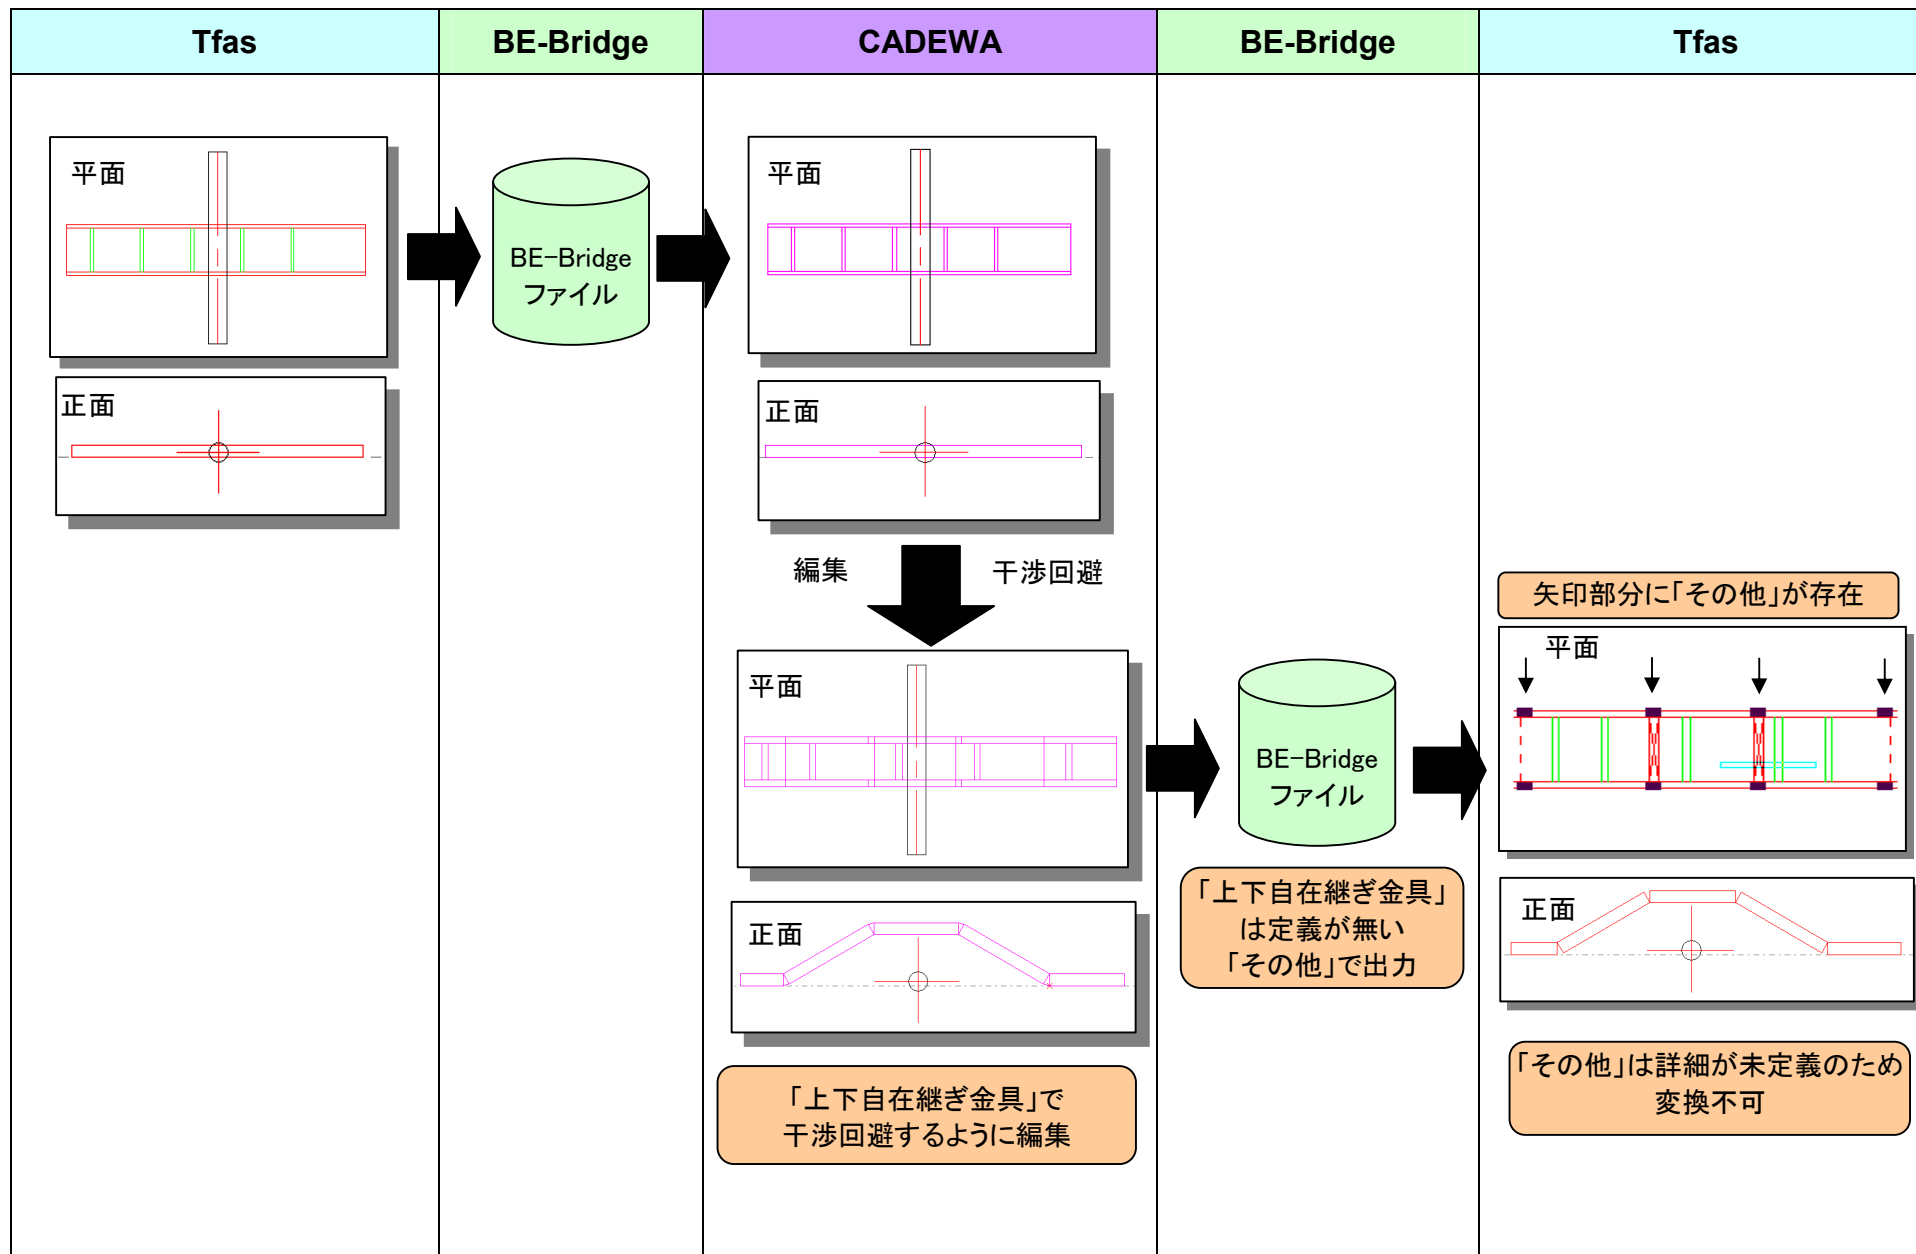 Tfas
BE-Bridge
CADEWA
BE-Bridge
Tfas
平面
正面
BE-Bridge
ファイル
平面
正面
編集
干渉回避
平面
正面
「上下自在継ぎ金具」で
干渉回避するように編集
BE-Bridge
ファイル
「上下自在継ぎ金具」
は定義が無い
「その他」で出力
矢印部分に「その他」が存在
平面
正面
「その他」は詳細が未定義のため
変換不可